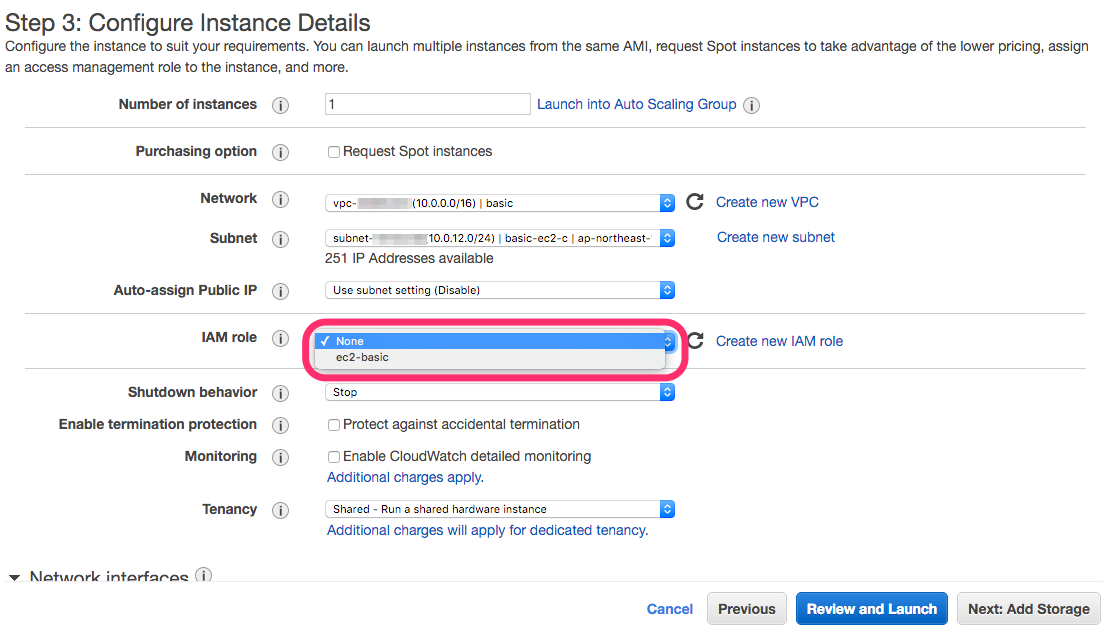 Step 3: Configure Instance Details
Configure the instance to suit your requirements. You can launch multiple instances from the same AMI, request Spot instances to take advantage of the lower pricing, assign
an access management role to the instance, and more.
Number of instances i 1 Launch into Auto Scaling Group i
Purchasing option i Request Spot instances
Network i vpc- (10.0.0.0/16) | basic Create new VPC
Subnet i subnet- (10.0.12.0/24) | basic-ec2-c | ap-northeast- Create new subnet
251 IP Addresses available
Auto-assign Public IP i Use subnet setting (Disable)
IAM role i None Create new IAM role
ec2-basic
Shutdown behavior i Stop
Enable termination protection i Protect against accidental termination
Monitoring i Enable CloudWatch detailed monitoring
Additional charges apply.
Tenancy i Shared - Run a shared hardware instance
Additional charges will apply for dedicated tenancy.
Network interfaces i
Cancel Previous Review and Launch Next: Add Storage